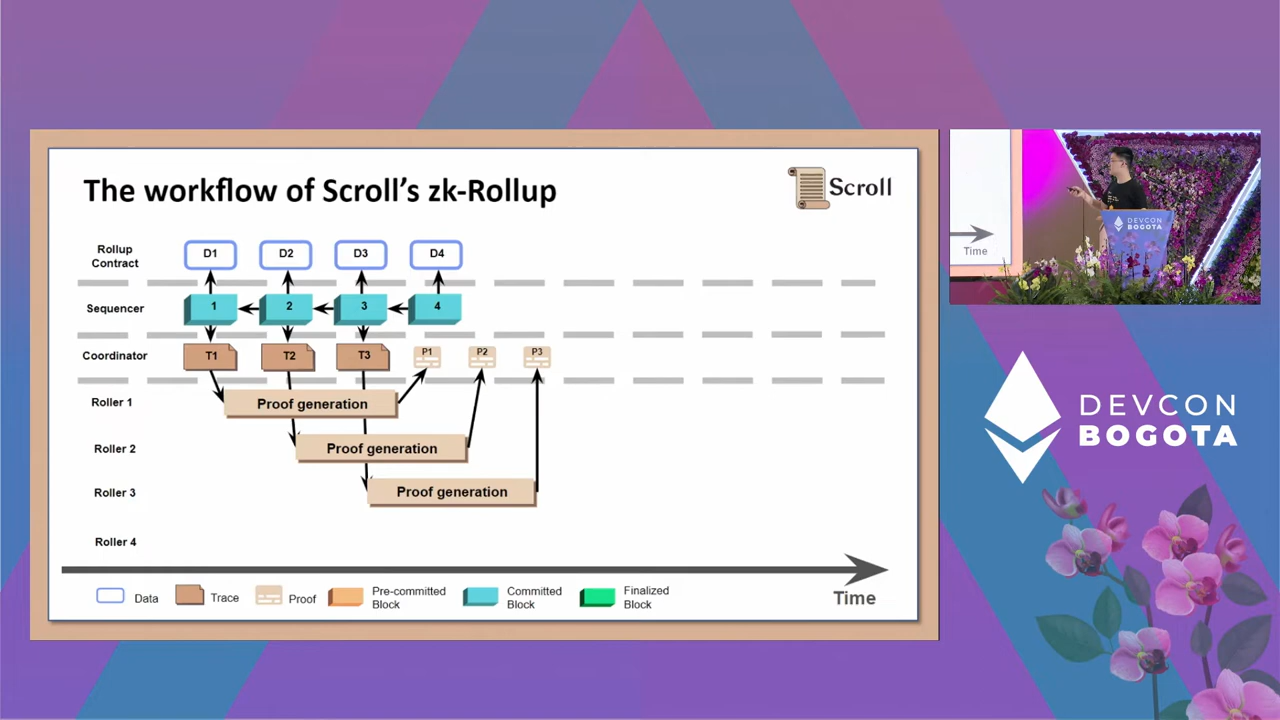 The workflow of Scroll's zk-Rollup
Scroll
Rollup
Contract
D1
D2
D3
D4
Sequencer
1
2
3
4
Coordinator
T1
T2
T3
P1
P2
P3
Roller 1
Proof generation
Roller 2
Proof generation
Roller 3
Proof generation
Roller 4
Data
Trace
Proof
Pre-committed
Block
Committed
Block
Finalized
Block
Time
Time
DEVCON
BOGOTA
DEVCON
BOGOTA